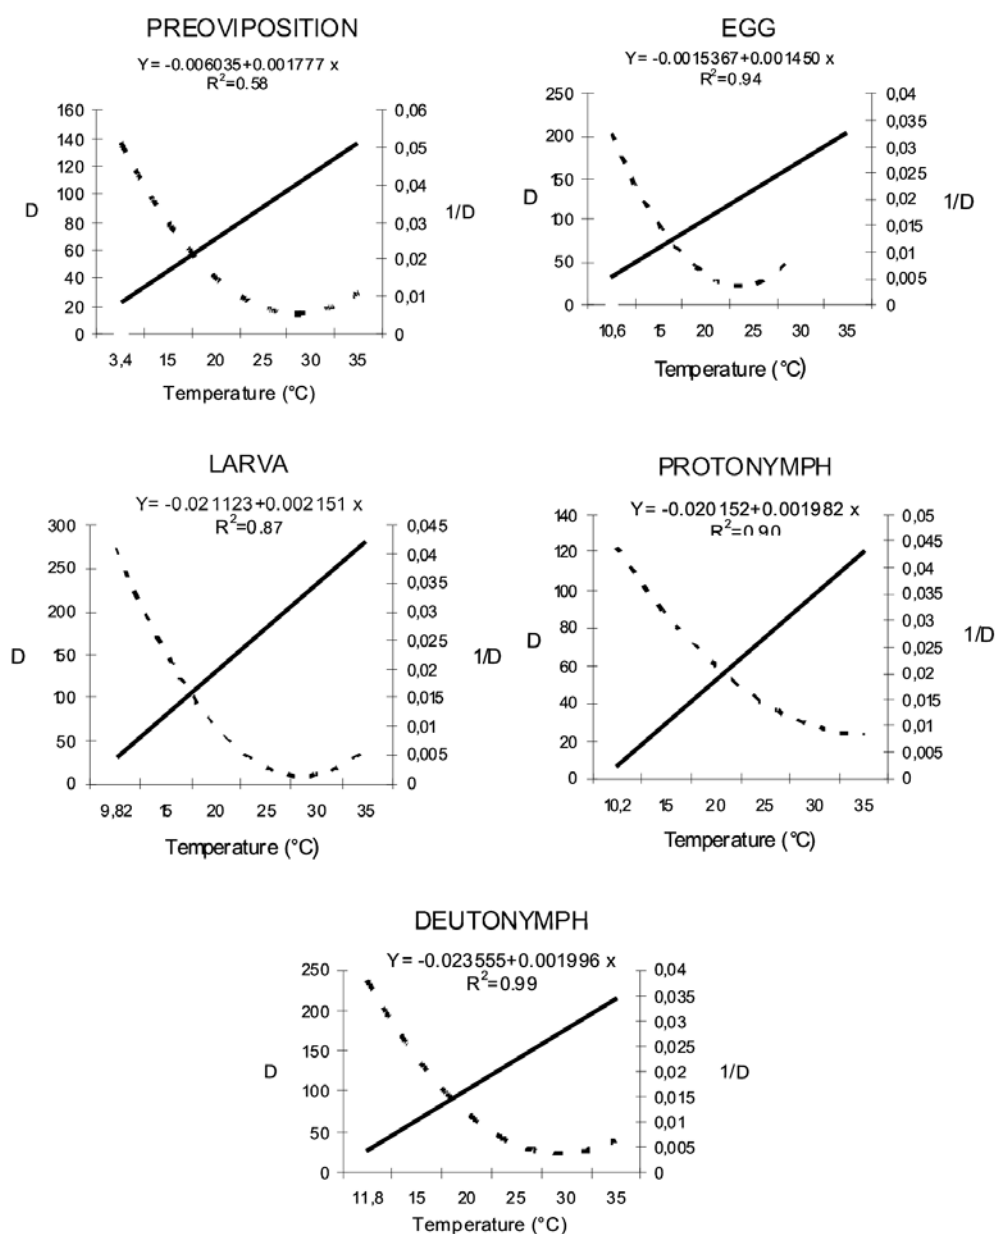 PREOVIPOSITION
Y= -0.006035+0.001777 x
R²=0.58
160
140
120
100
80
60
40
20
0
D
0,06
0,05
0,04
0,03
0,02
0,01
0
1/D
3,4 15 20 25 30 35
Temperature (°C)
EGG
Y= -0.0015367+0.001450 x
R²=0.94
250
200
150
100
50
0
D
0,04
0,035
0,03
0,025
0,02
0,015
0,01
0,005
0
1/D
10,6 15 20 25 30 35
Temperature (°C)
LARVA
Y= -0.021123+0.002151 x
R²=0.87
300
250
200
150
100
50
0
D
0,045
0,04
0,035
0,03
0,025
0,02
0,015
0,01
0,005
0
1/D
9,82 15 20 25 30 35
Temperature (°C)
PROTONYMPH
Y= -0.020152+0.001982 x
R²=0.90
140
120
100
80
60
40
20
0
D
0,05
0,045
0,04
0,035
0,03
0,025
0,02
0,015
0,01
0,005
0
1/D
10,2 15 20 25 30 35
Temperature (°C)
DEUTONYMPH
Y= -0.023555+0.001996 x
R²=0.99
250
200
150
100
50
0
D
0,04
0,035
0,03
0,025
0,02
0,015
0,01
0,005
0
1/D
11,8 15 20 25 30 35
Temperature (°C)